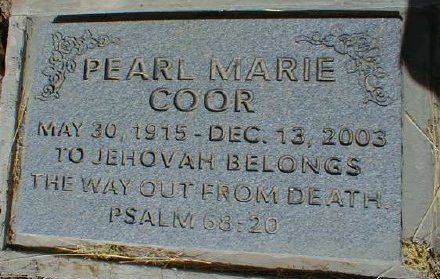 PEARL MARIE
COOR
MAY 30, 1915 - DEC. 13, 2003
TO JEHOVAH BELONGS
THE WAY OUT FROM DEATH.
PSALM 68:20